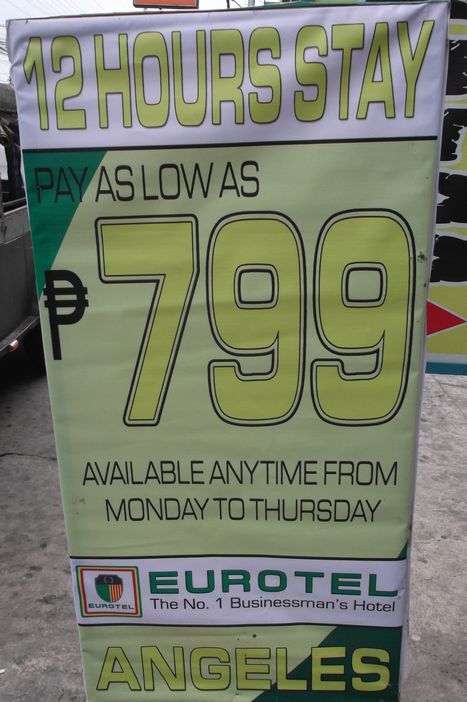 12 HOURS STAY
PAY AS LOW AS
₱799
AVAILABLE ANYTIME FROM
MONDAY TO THURSDAY
EUROTEL
EUROTEL
The No. 1 Businessman's Hotel
ANGELES